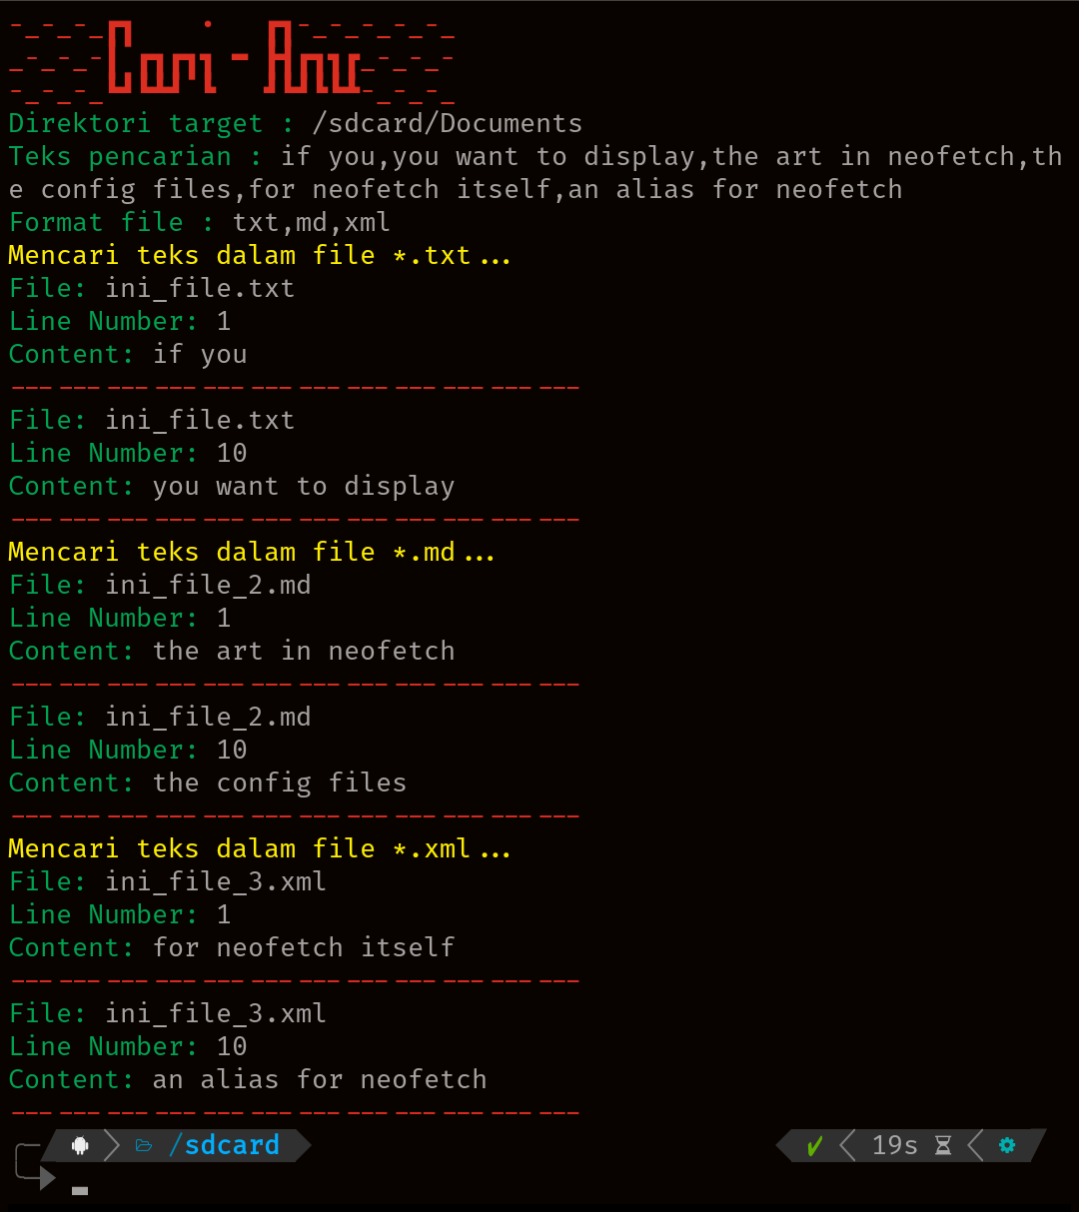 Cari - Anu
Direktori target : /sdcard/Documents
Teks pencarian : if you,you want to display,the art in neofetch,th
e config files,for neofetch itself,an alias for neofetch
Format file : txt,md,xml
Mencari teks dalam file *.txt...
File: ini_file.txt
Line Number: 1
Content: if you
--- --- --- --- --- --- --- --- --- --- --- ---
File: ini_file.txt
Line Number: 10
Content: you want to display
--- --- --- --- --- --- --- --- --- --- --- ---
Mencari teks dalam file *.md...
File: ini_file_2.md
Line Number: 1
Content: the art in neofetch
--- --- --- --- --- --- --- --- --- --- --- ---
File: ini_file_2.md
Line Number: 10
Content: the config files
--- --- --- --- --- --- --- --- --- --- --- ---
Mencari teks dalam file *.xml...
File: ini_file_3.xml
Line Number: 1
Content: for neofetch itself
--- --- --- --- --- --- --- --- --- --- --- ---
File: ini_file_3.xml
Line Number: 10
Content: an alias for neofetch
--- --- --- --- --- --- --- --- --- --- --- ---
/sdcard 19s